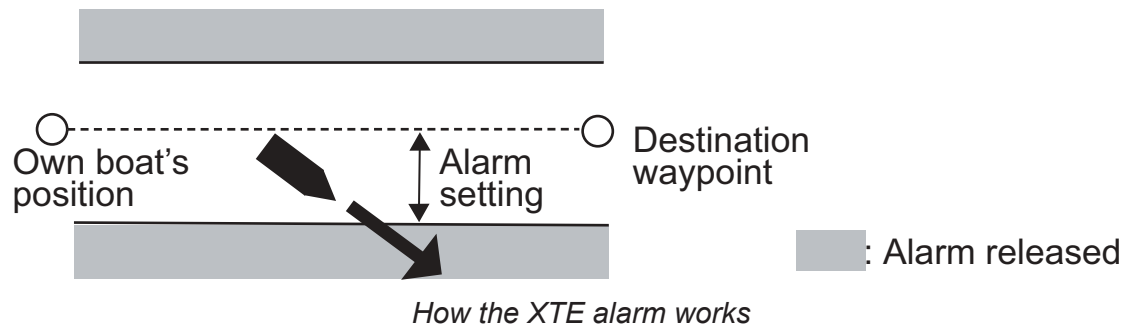 Own boat's
position
Alarm
setting
Destination
waypoint
: Alarm released
How the XTE alarm works